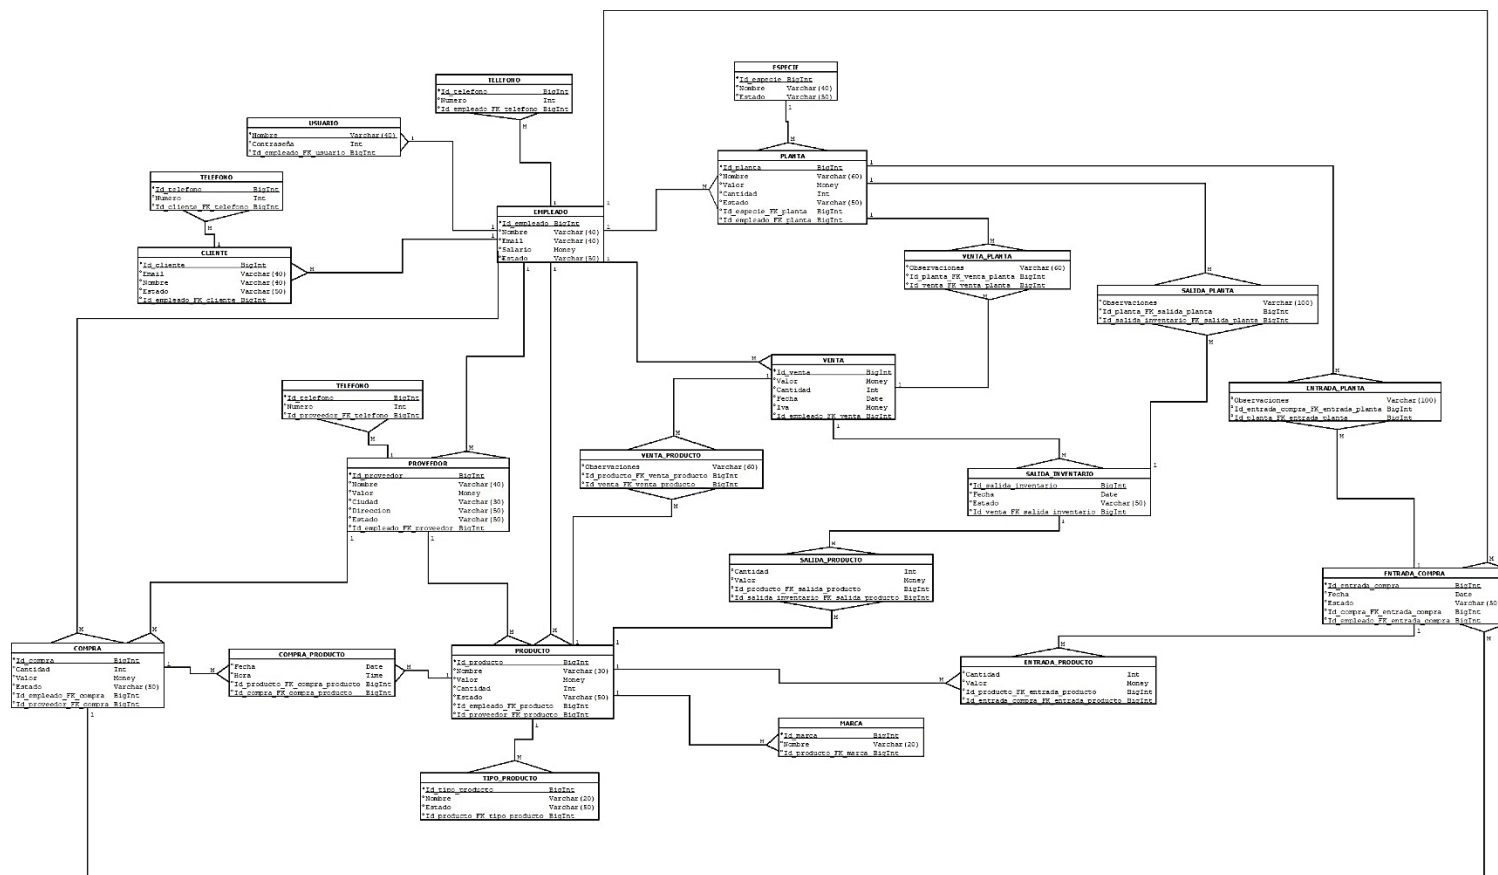 ESPECIE
*Id_especie BigInt
*Nombre Varchar(40)
*Estado Varchar(50)
TELEFONO
*Id_telefono BigInt
*Numero Int
*Id_empleado_FK_telefono BigInt
USUARIO
*Nombre Varchar(40)
*Contraseña Int
*Id_empleado_FK_usuario BigInt
PLANTA
*Id_planta BigInt
*Nombre Varchar(60)
*Valor Money
*Cantidad Int
*Estado Varchar(50)
*Id_especie_FK_planta BigInt
*Id_empleado_FK_planta BigInt
TELEFONO
*Id_telefono BigInt
*Numero Int
*Id_cliente_FK_telefono BigInt
EMPLEADO
*Id_empleado BigInt
*Nombre Varchar(40)
*Email Varchar(40)
*Salario Money
*Estado Varchar(50)
CLIENTE
*Id_cliente BigInt
*Email Varchar(40)
*Nombre Varchar(40)
*Estado Varchar(50)
*Id_empleado_FK_cliente BigInt
VENTA_PLANTA
*Observaciones Varchar(60)
*Id_planta_FK_venta_planta BigInt
*Id_venta_FK_venta_planta BigInt
SALIDA_PLANTA
*Observaciones Varchar(100)
*Id_planta_FK_salida_planta BigInt
*Id_salida_inventario_FK_salida_planta BigInt
VENTA
*Id_venta BigInt
*Valor Money
*Cantidad Int
*Fecha Date
*Iva Money
*Id_empleado_FK_venta BigInt
TELEFONO
*Id_telefono BigInt
*Numero Int
*Id_proveedor_FK_telefono BigInt
ENTRADA_PLANTA
*Observaciones Varchar(100)
*Id_entrada_compra_FK_entrada_planta BigInt
*Id_planta_FK_entrada_planta BigInt
PROVEEDOR
*Id_proveedor BigInt
*Nombre Varchar(40)
*Valor Money
*Ciudad Varchar(30)
*Direccion Varchar(50)
*Estado Varchar(50)
*Id_empleado_FK_proveedor BigInt
VENTA_PRODUCTO
*Observaciones Varchar(60)
*Id_producto_FK_venta_producto BigInt
*Id_venta_FK_venta_producto BigInt
SALIDA_INVENTARIO
*Id_salida_inventario BigInt
*Fecha Date
*Estado Varchar(50)
*Id_venta_FK_salida_inventario BigInt
SALIDA_PRODUCTO
*Cantidad Int
*Valor Money
*Id_producto_FK_salida_producto BigInt
*Id_salida_inventario_FK_salida_producto BigInt
ENTRADA_COMPRA
*Id_entrada_compra BigInt
*Fecha Date
*Estado Varchar(50
*Id_compra_FK_entrada_compra BigInt
*Id_empleado_FK_entrada_compra BigInt
COMPRA
*Id_compra BigInt
*Cantidad Int
*Valor Money
*Estado Varchar(50)
*Id_empleado_FK_compra BigInt
*Id_proveedor_FK_compra BigInt
COMPRA_PRODUCTO
*Fecha Date
*Hora Time
*Id_producto_FK_compra_producto BigInt
*Id_compra_FK_compra_producto BigInt
PRODUCTO
*Id_producto BigInt
*Nombre Varchar(30)
*Valor Money
*Cantidad Int
*Estado Varchar(50)
*Id_empleado_FK_producto BigInt
*Id_proveedor_FK_producto BigInt
ENTRADA_PRODUCTO
*Cantidad Int
*Valor Money
*Id_producto_FK_entrada_producto BigInt
*Id_entrada_compra_FK_entrada_producto BigInt
MARCA
*Id_marca BigInt
*Nombre Varchar(20)
*Id_producto_FK_marca BigInt
TIPO_PRODUCTO
*Id_tipo_producto BigInt
*Nombre Varchar(20)
*Estado Varchar(50)
*Id_producto_FK_tipo_producto BigInt